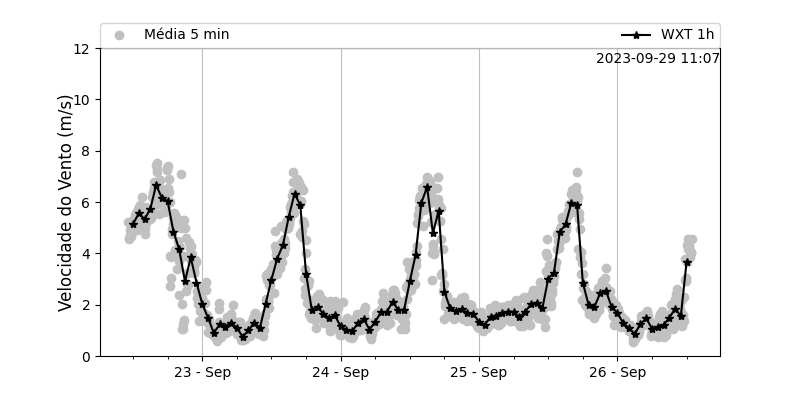 Média 5 min
WXT 1h
2023-09-29 11:07
Velocidade do Vento (m/s)
12
10
8
6
4
2
0
23 - Sep
24 - Sep
25 - Sep
26 - Sep